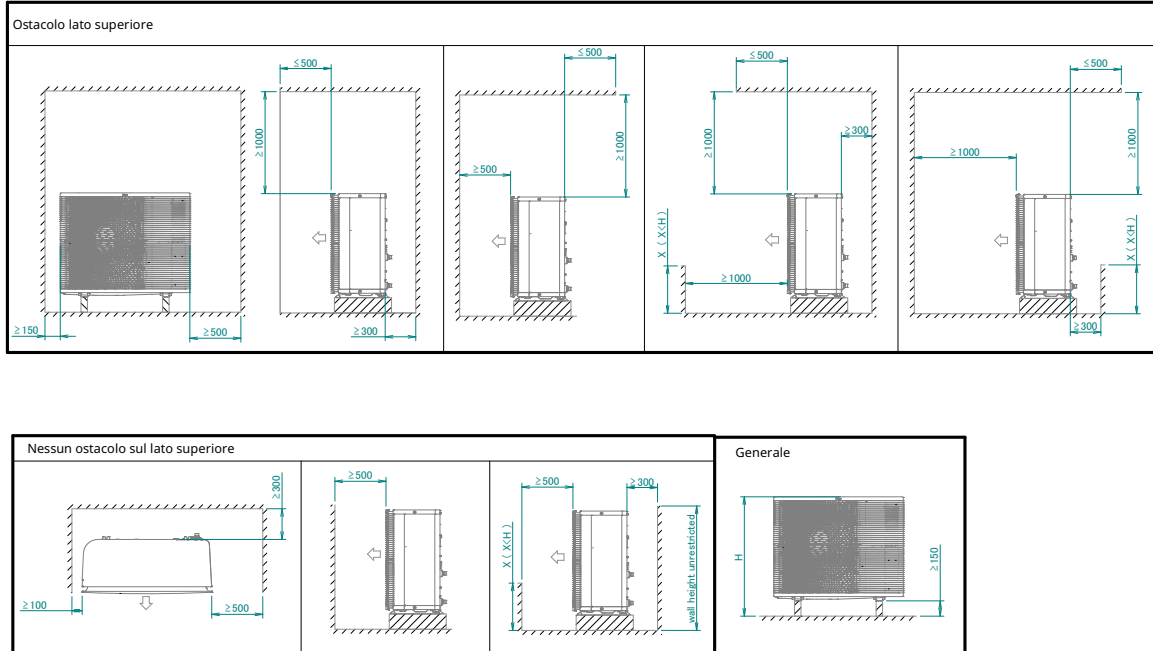 Ostacolo lato superiore
≤500
≤500
≤500
≤500
≥1000
≥1000
≥1000
≥300
≥1000
≥500
≥1000
X ( X<H )
X ( X<H )
≥1000
≥150
≥500
≥300
≥300
Nessun ostacolo sul lato superiore
Generale
≥300
≥500
≥500
≥300
X ( X<H )
wall height unrestricted
H
≥150
≥100
≥500